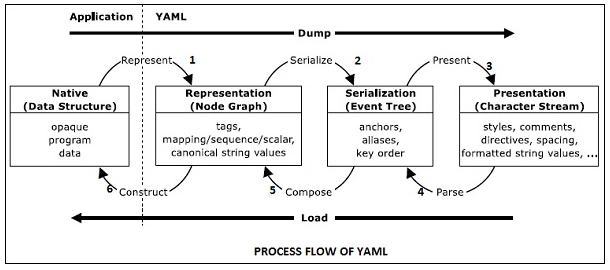 Application YAML
Dump
Represent 1 Serialize 2 Present 3
Native
(Data Structure)
opaque
program
data
Representation
(Node Graph)
tags,
mapping/sequence/scalar,
canonical string values
Serialization
(Event Tree)
anchors,
aliases,
key order
Presentation
(Character Stream)
styles, comments,
directives, spacing,
formatted string values, ...
6 Construct 5 Compose 4 Parse
Load
PROCESS FLOW OF YAML